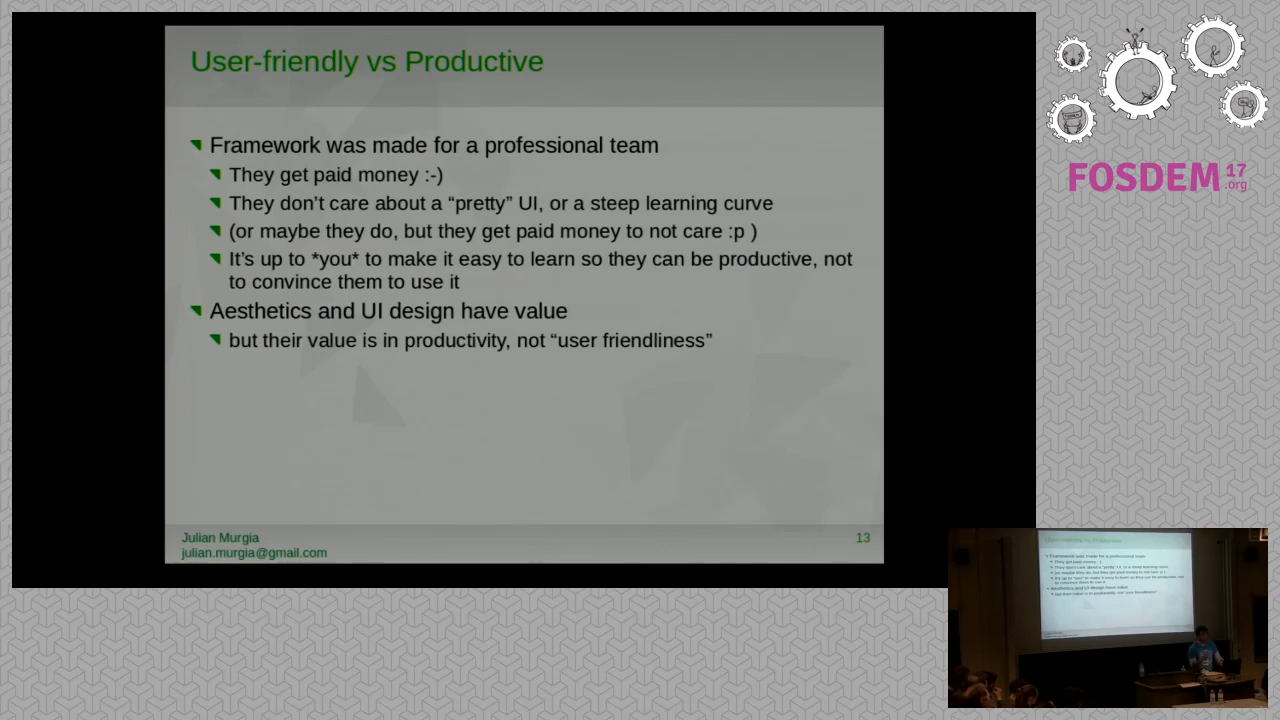 User-friendly vs Productive
Framework was made for a professional team
They get paid money :-)
They don’t care about a “pretty” UI, or a steep learning curve
(or maybe they do, but they get paid money to not care :p )
It’s up to *you* to make it easy to learn so they can be productive, not
to convince them to use it
Aesthetics and UI design have value
but their value is in productivity, not “user friendliness”
Julian Murgia
julian.murgia@gmail.com
13
FOSDEM 17
.org